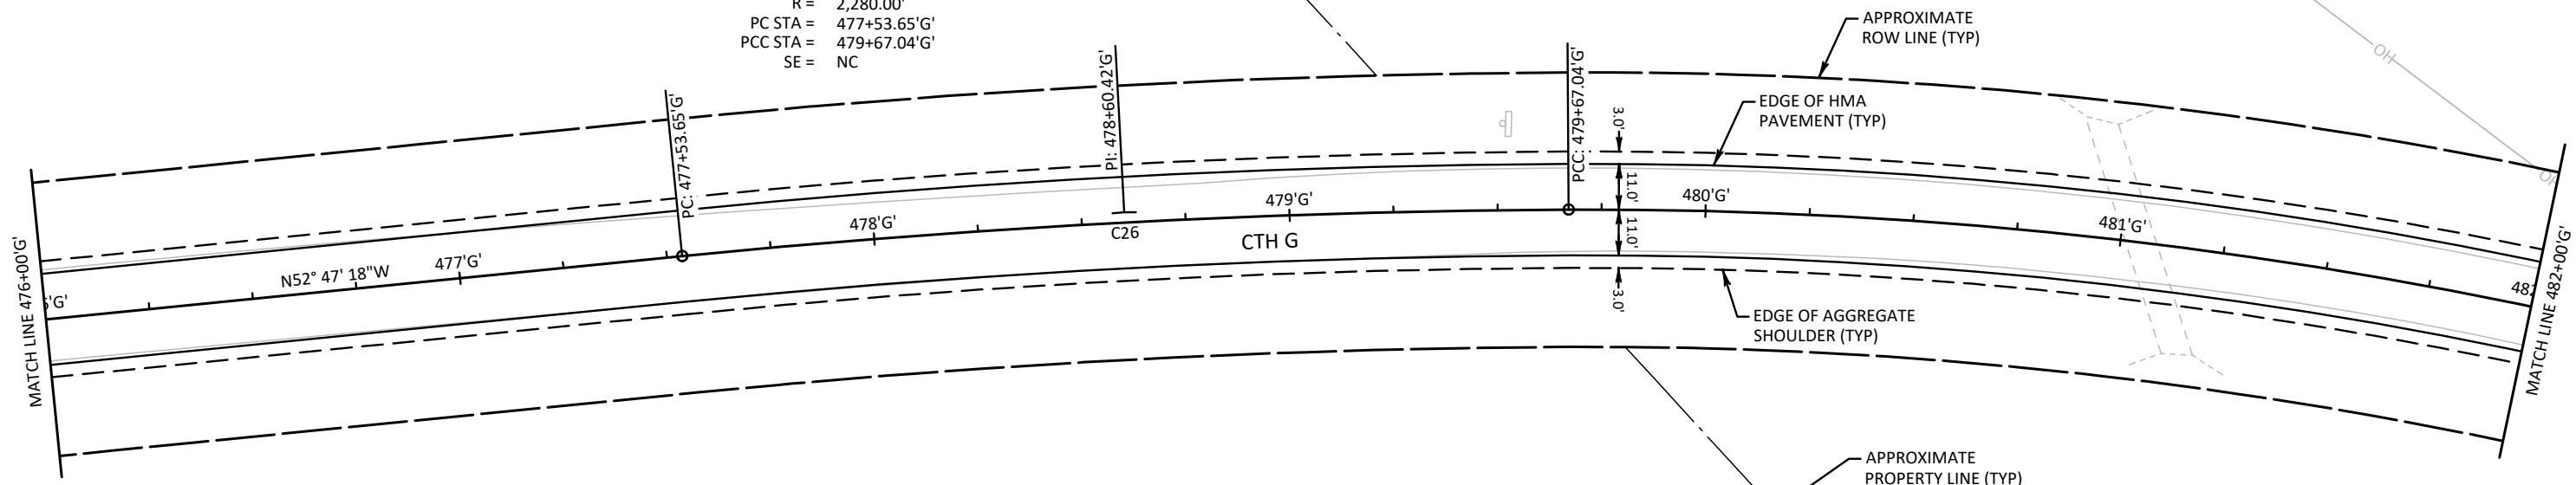 R = 2,280.00'
PC STA = 477+53.65'G'
PCC STA = 479+67.04'G'
SE = NC
APPROXIMATE
ROW LINE (TYP)
OH
PI: 478+60.42'G'
PCC: 479+67.04'G'
PC: 477+53.65'G'
EDGE OF HMA
PAVEMENT (TYP)
3.0'
11.0'
11.0'
3.0'
OH
MATCH LINE 476+00'G'
'G'
N52° 47' 18"W
477'G'
478'G'
C26
479'G'
CTH G
480'G'
481'G'
482
MATCH LINE 482+00'G'
EDGE OF AGGREGATE
SHOULDER (TYP)
APPROXIMATE
PROPERTY LINE (TYP)